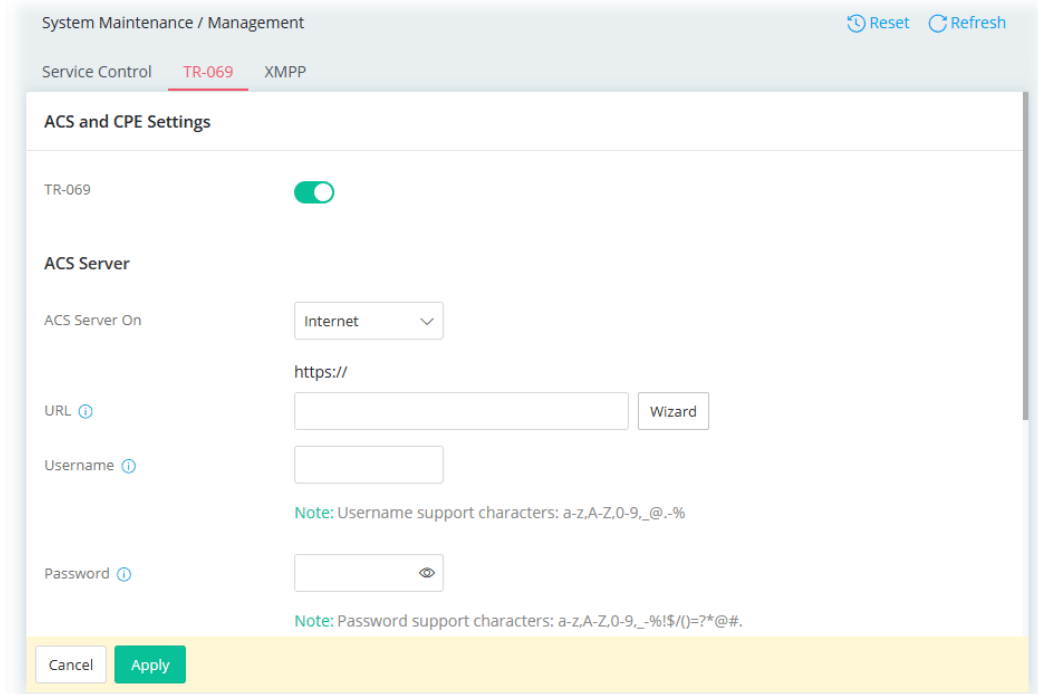 System Maintenance / Management
Reset
Refresh
Service Control
TR-069
XMPP
ACS and CPE Settings
TR-069
ACS Server
ACS Server On
Internet
https://
URL
Wizard
Username
Note: Username support characters: a-z,A-Z,0-9,_@.-%
Password
Note: Password support characters: a-z,A-Z,0-9,_-%!$/()=?*@#.
Cancel
Apply